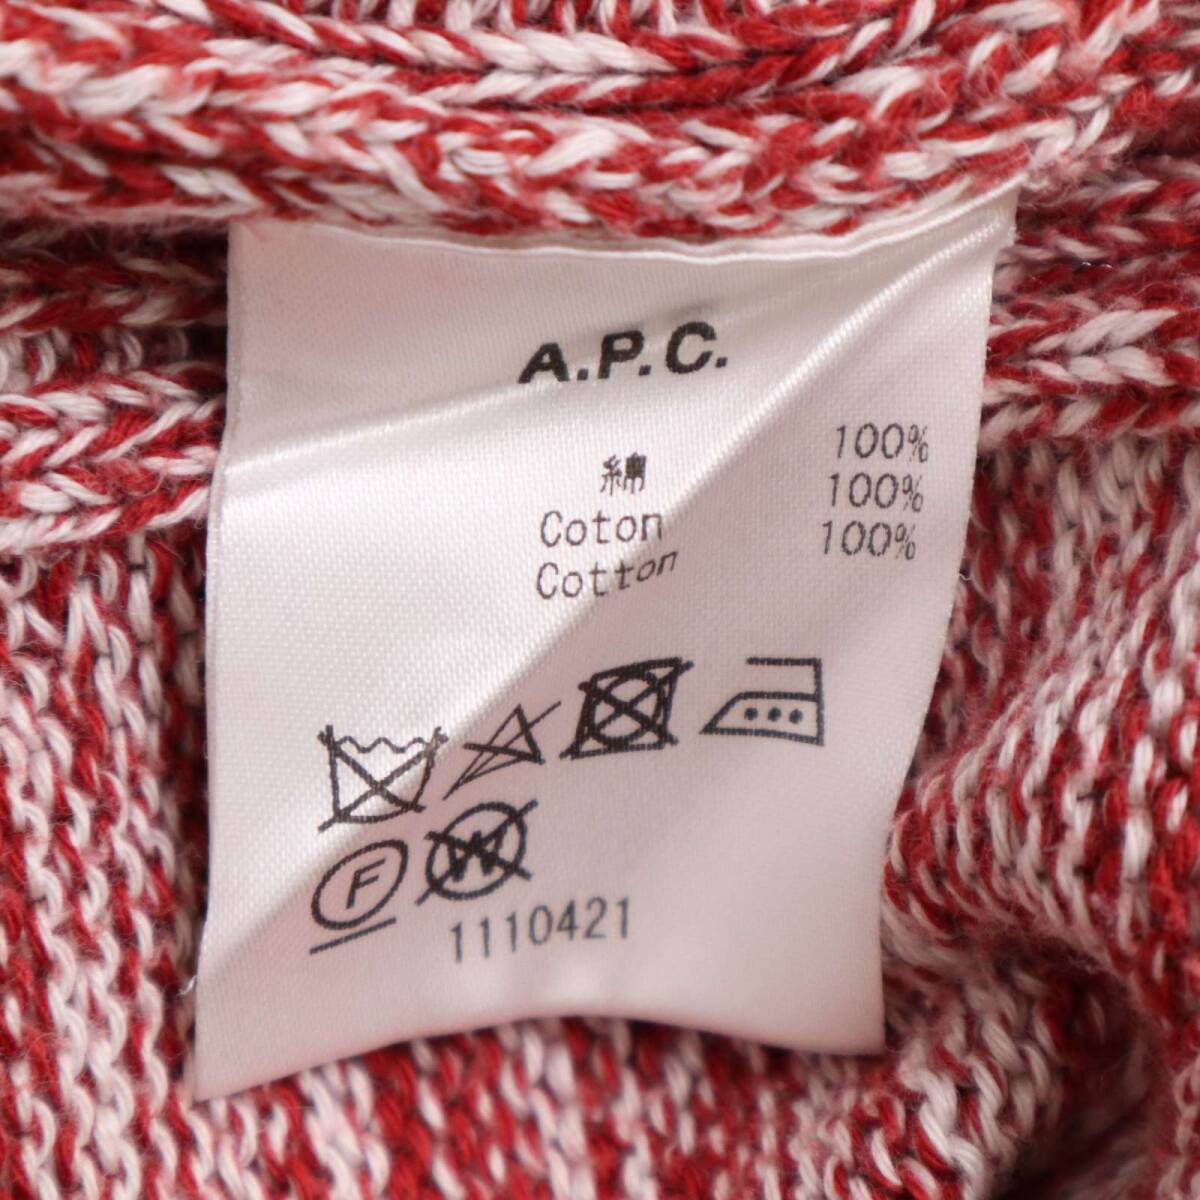 A.P.C.
綿 100%
Coton 100%
Cotton 100%
F W
1110421